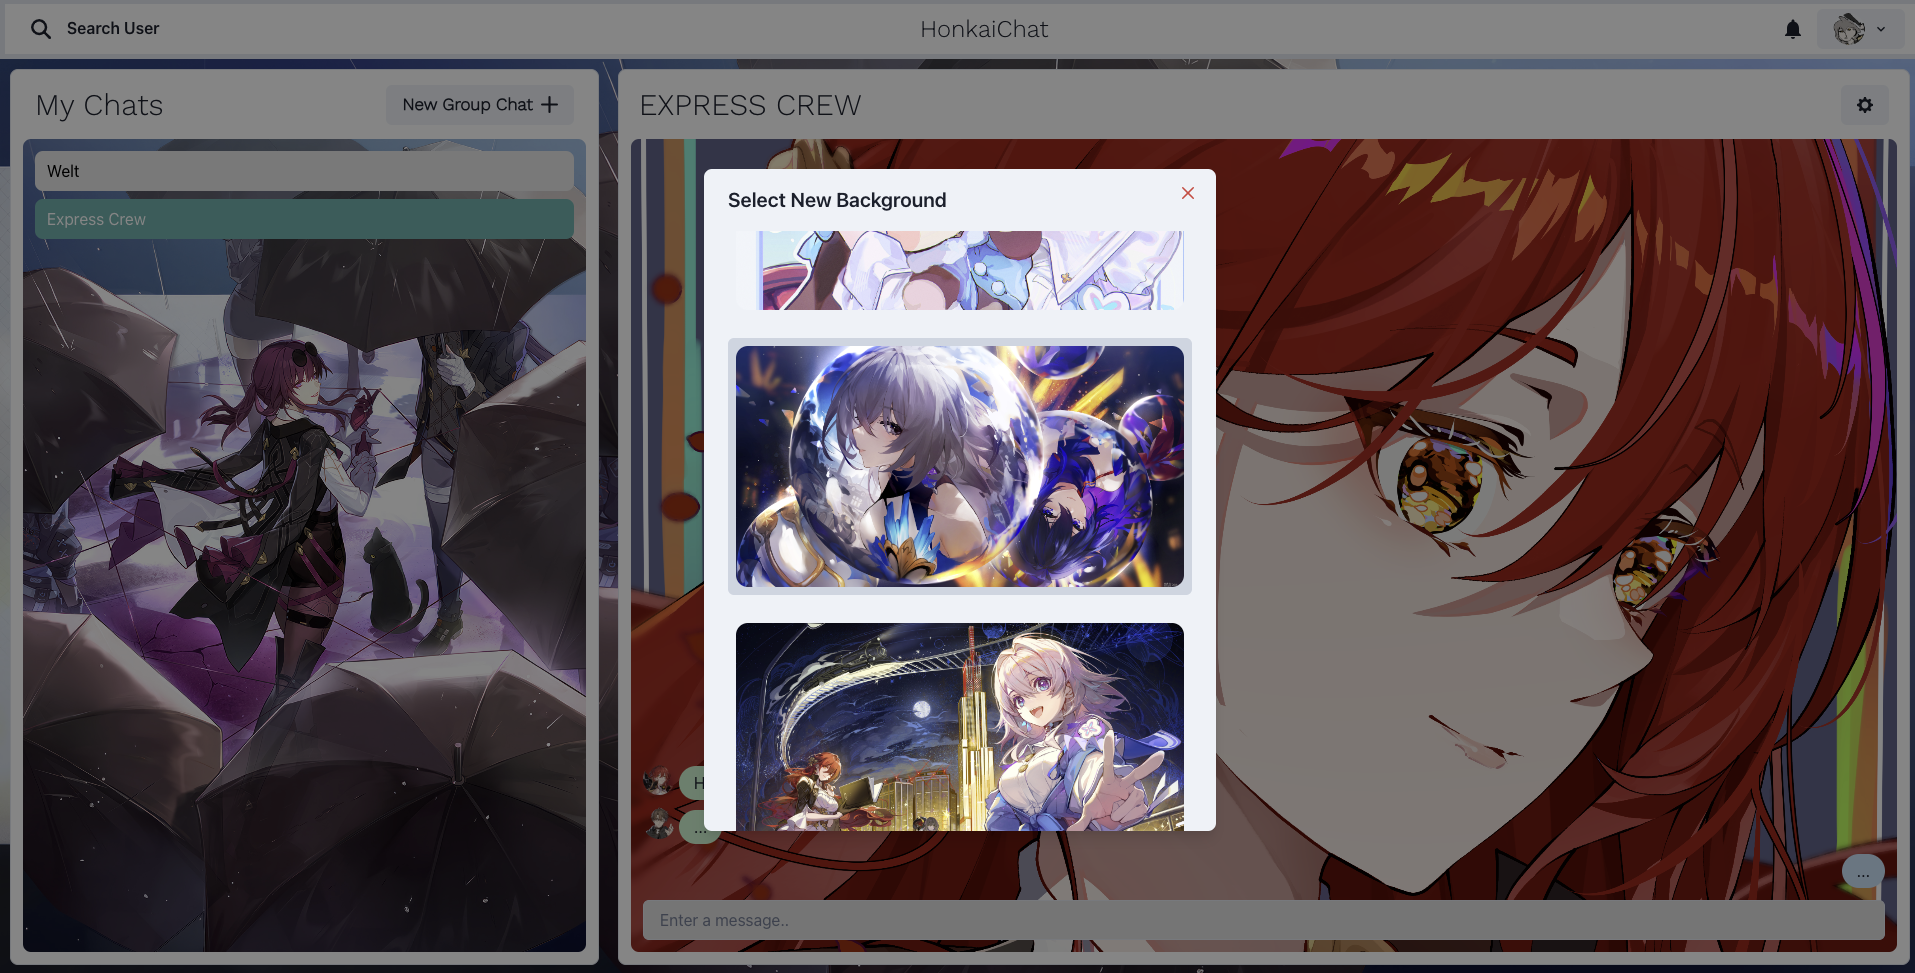 Search User
HonkaiChat
My Chats
New Group Chat
EXPRESS CREW
Welt
Express Crew
Select New Background
H
...
...
Enter a message..